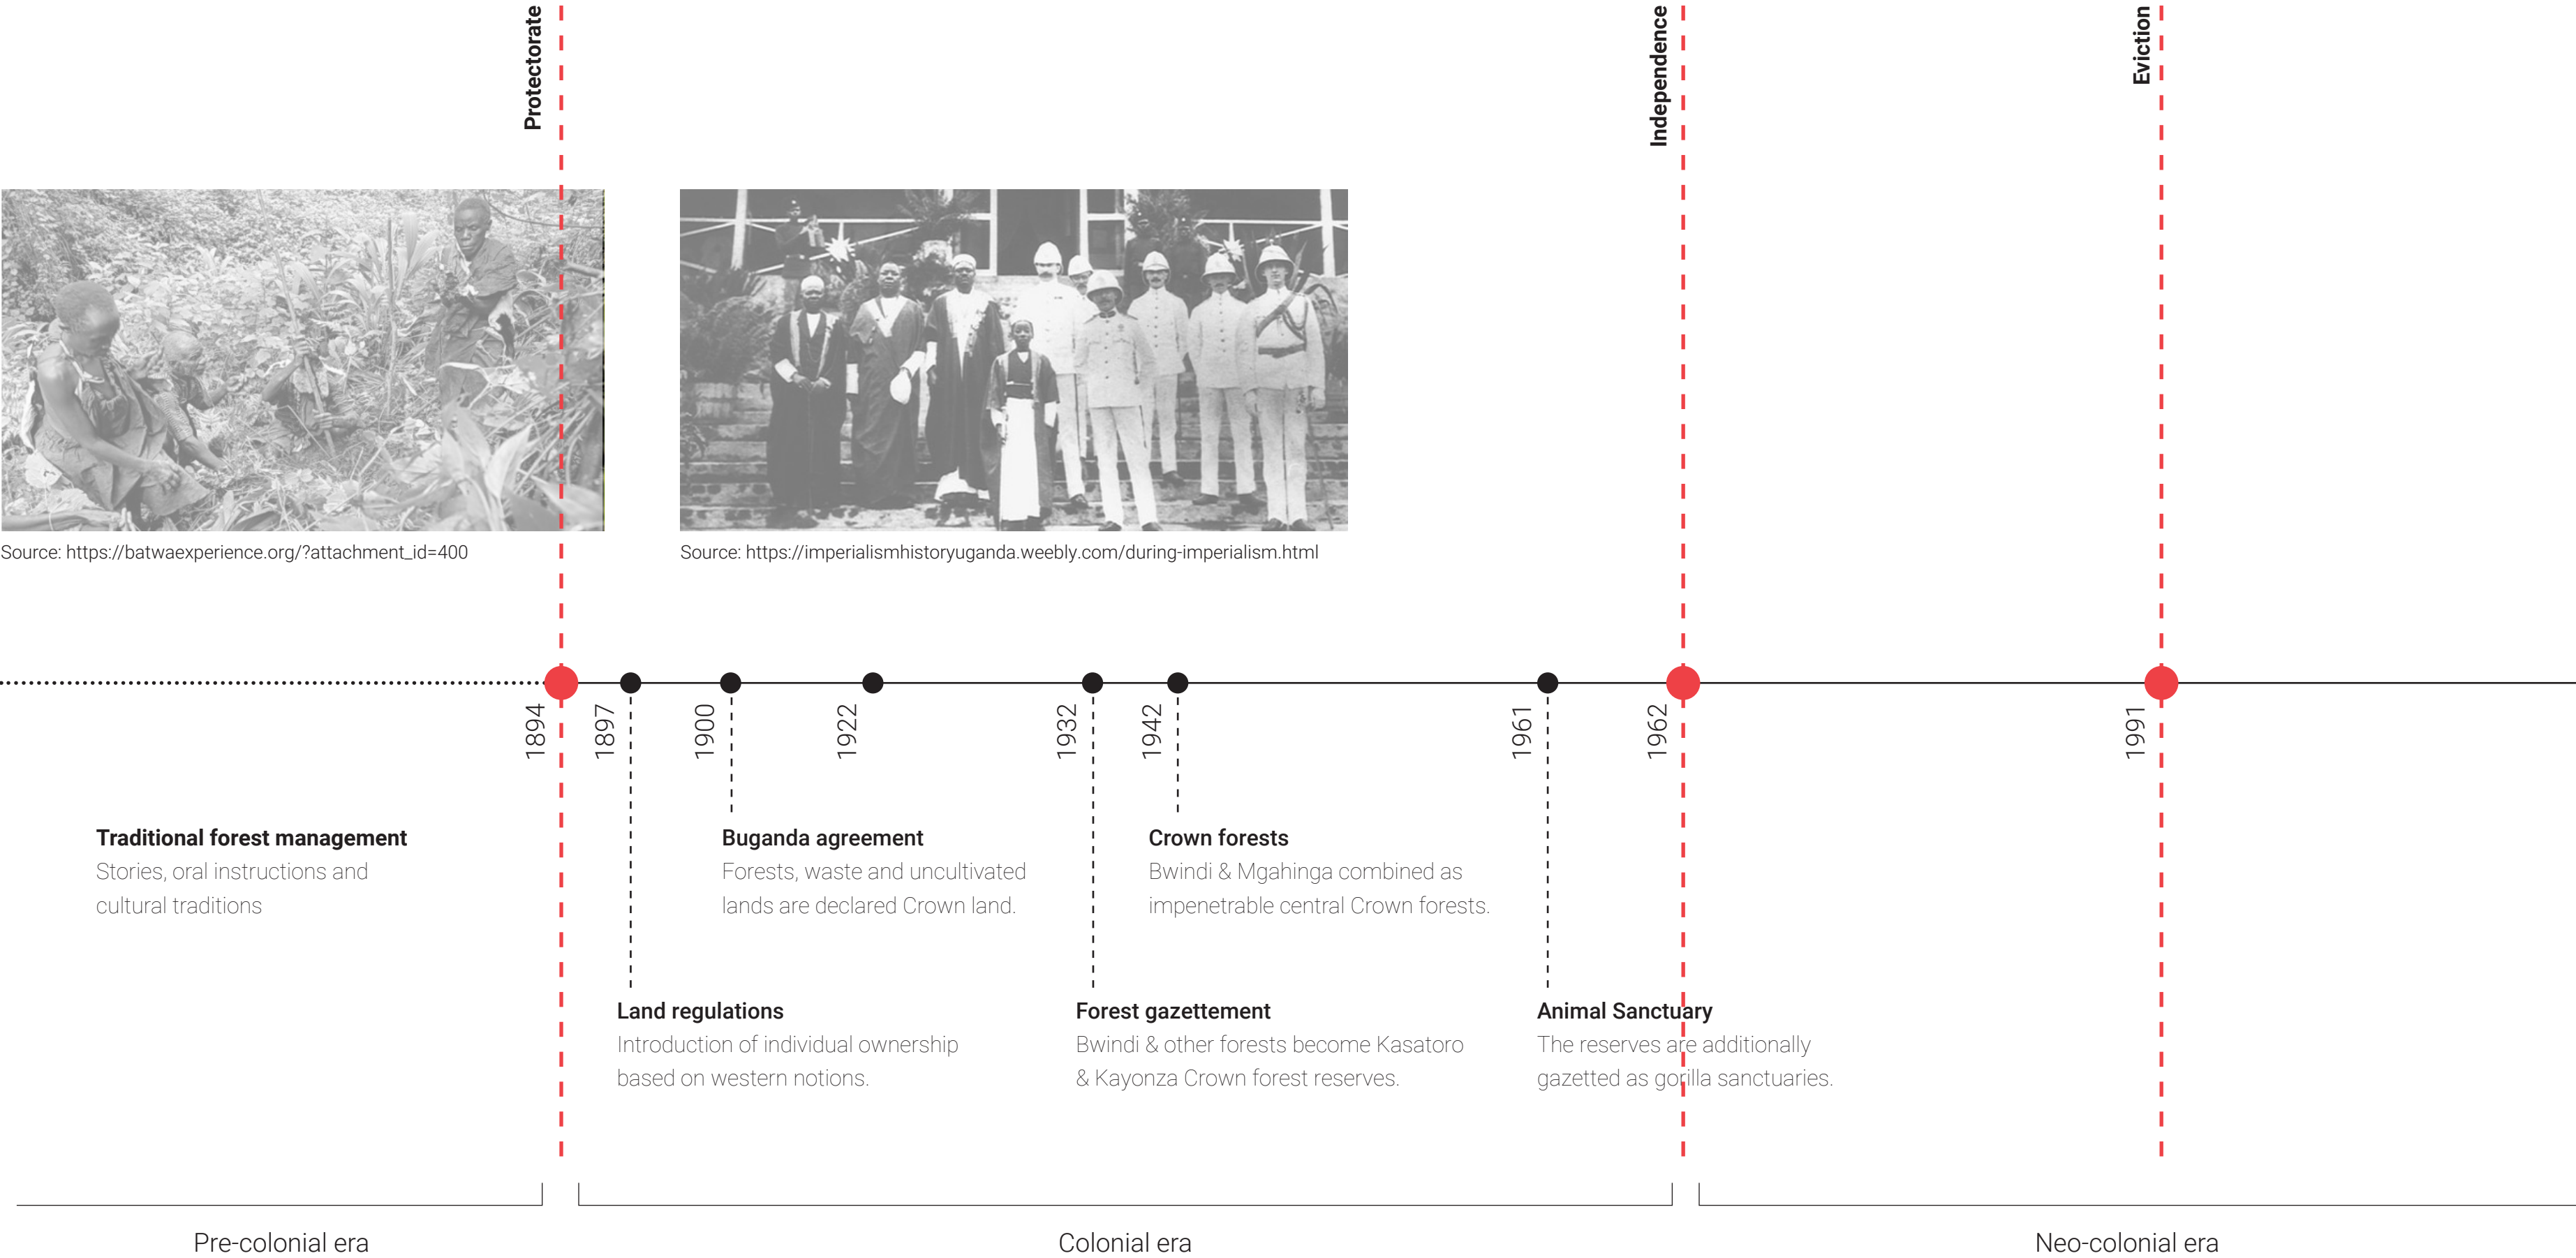 Protectorate
Independence
Eviction
Source: https://batwaexperience.org/?attachment_id=400
Source: https://imperialismhistoryuganda.weebly.com/during-imperialism.html
1894
1897
1900
1922
1932
1942
1961
1962
1991
Traditional forest management
Stories, oral instructions and
cultural traditions
Buganda agreement
Forests, waste and uncultivated
lands are declared Crown land.
Crown forests
Bwindi & Mgahinga combined as
impenetrable central Crown forests.
Land regulations
Introduction of individual ownership
based on western notions.
Forest gazettement
Bwindi & other forests become Kasatoro
& Kayonza Crown forest reserves.
Animal Sanctuary
The reserves are additionally
gazetted as gorilla sanctuaries.
Pre-colonial era
Colonial era
Neo-colonial era